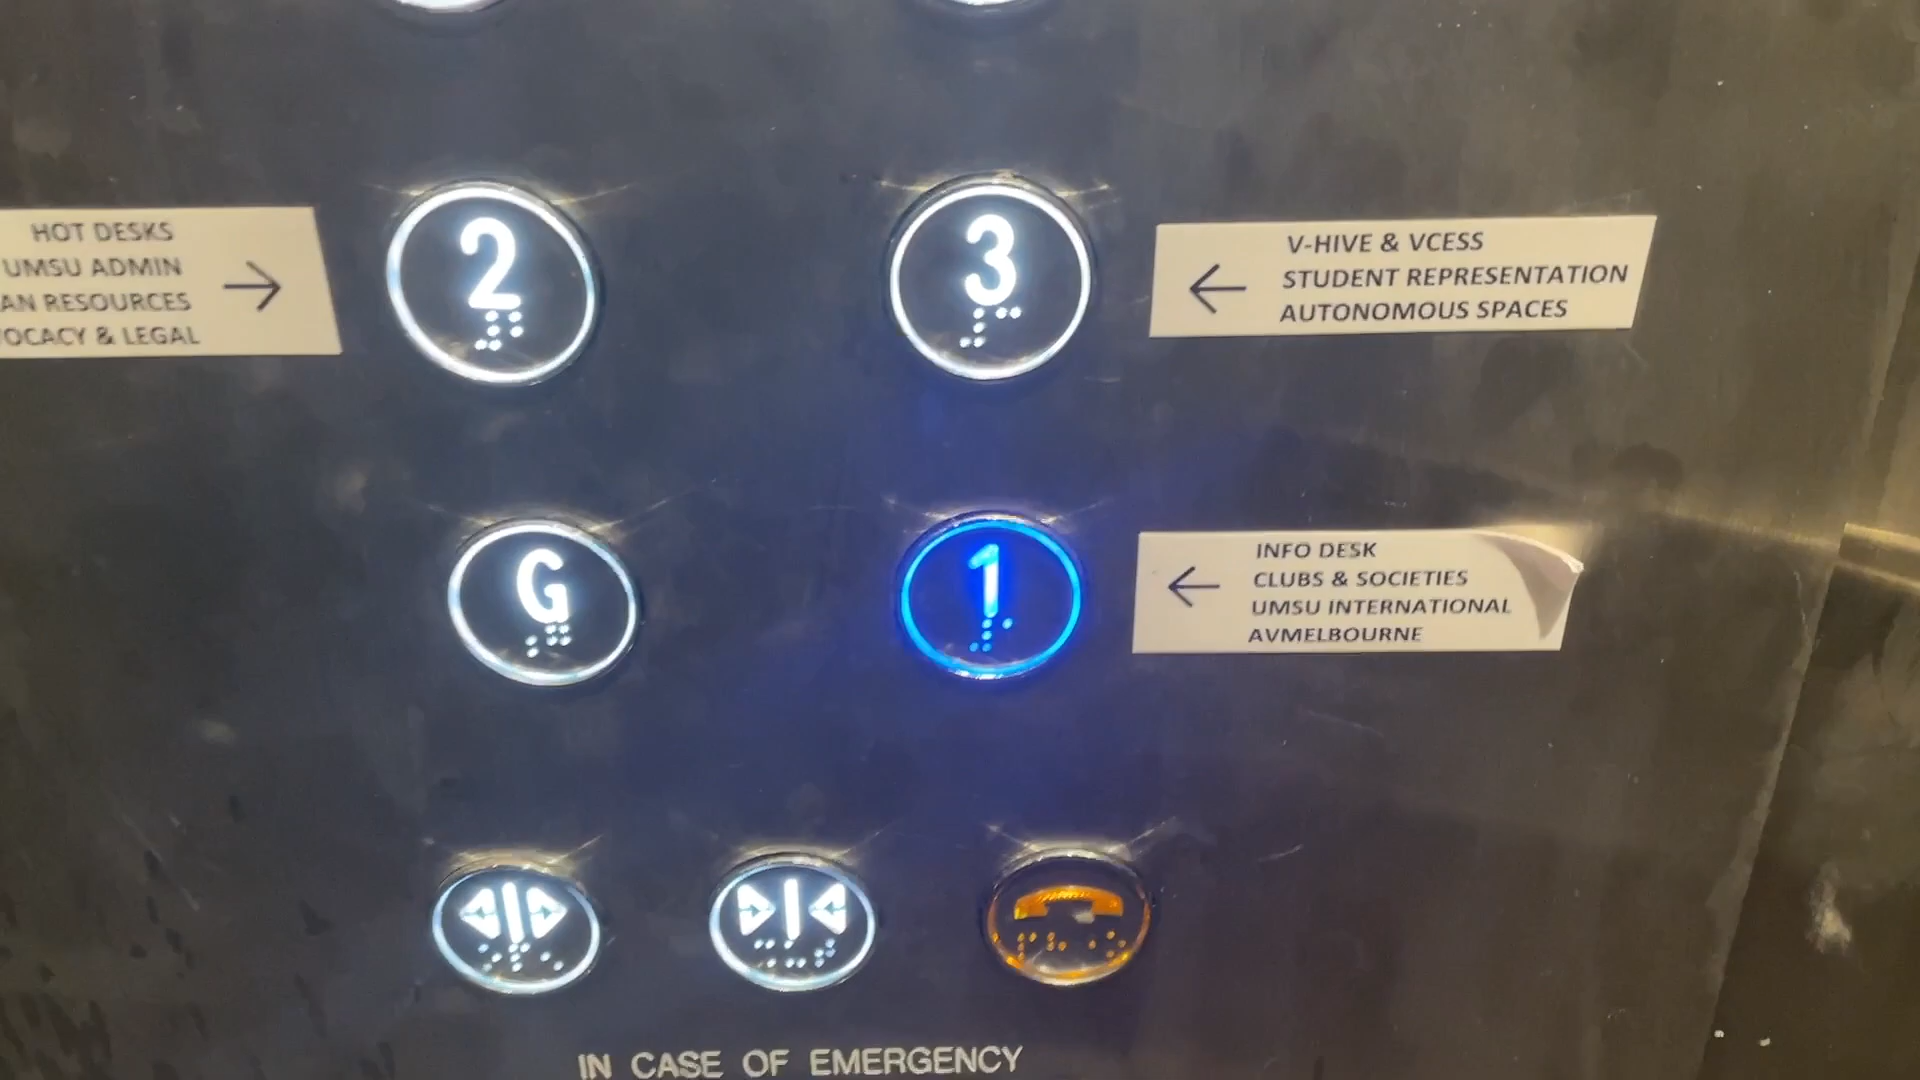 HOT DESKS
UMSU ADMIN
AN RESOURCES
OCACY & LEGAL
2
3
V-HIVE & VCESS
STUDENT REPRESENTATION
AUTONOMOUS SPACES
G
1
INFO DESK
CLUBS & SOCIETIES
UMSU INTERNATIONAL
AVMELBOURNE
IN CASE OF EMERGENCY